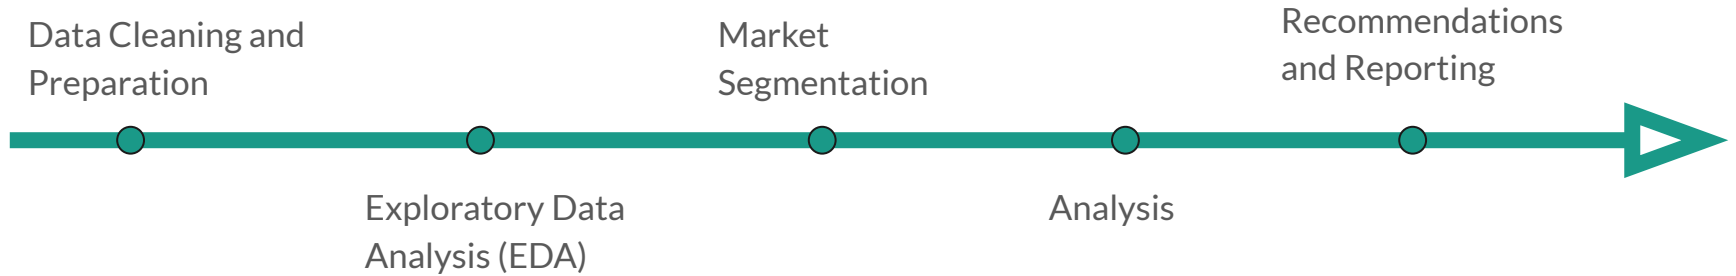 Data Cleaning and
Preparation
Exploratory Data
Analysis (EDA)
Market
Segmentation
Analysis
Recommendations
and Reporting